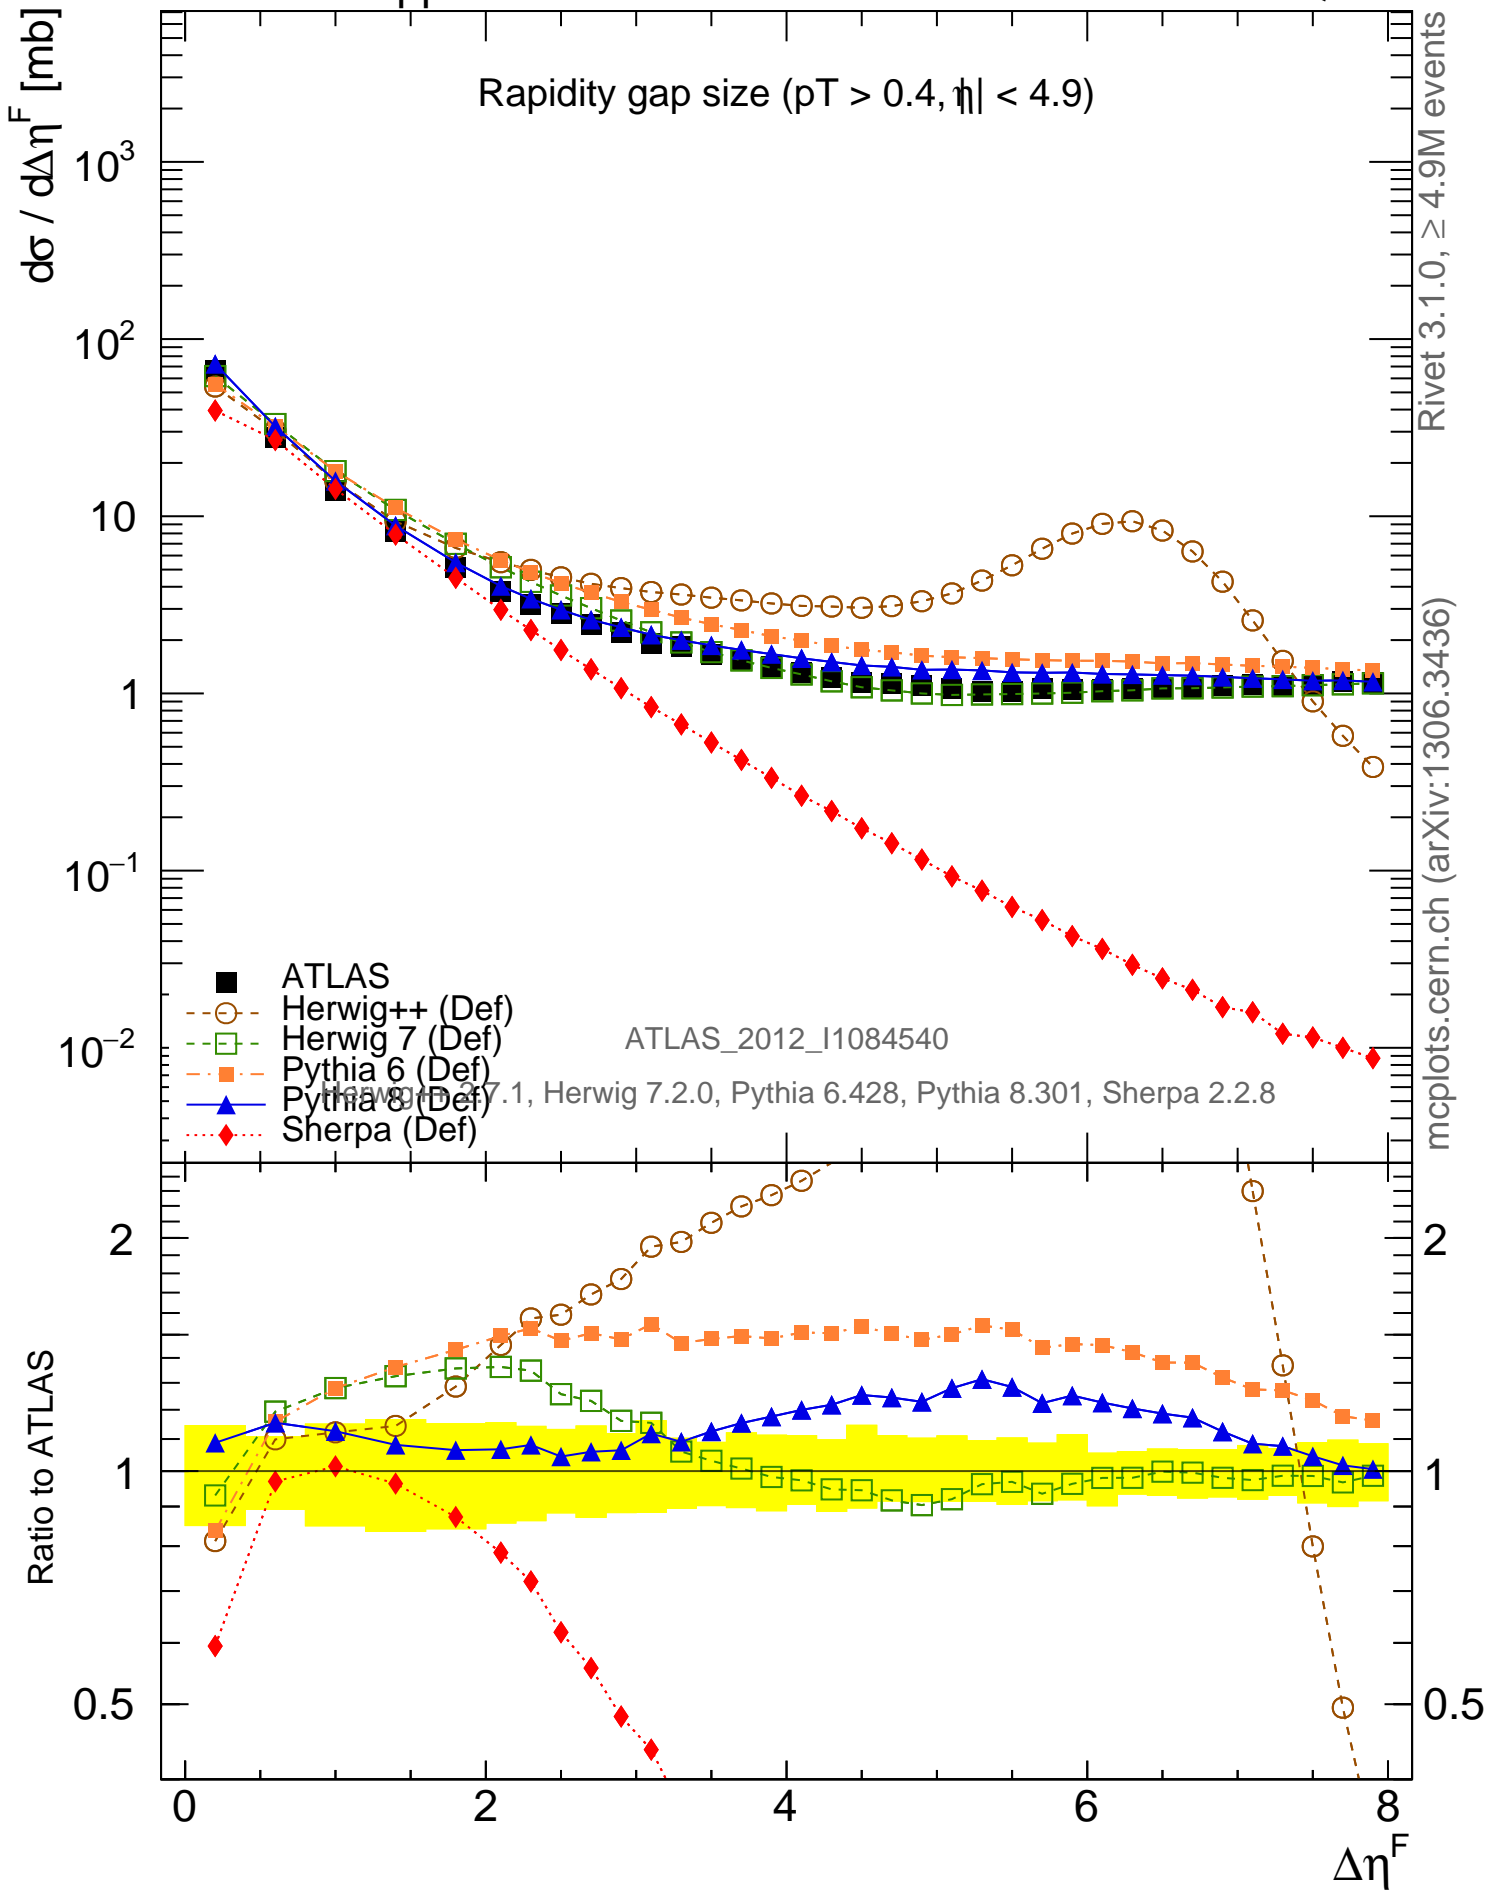 dσ / dΔη^F [mb]
Rapidity gap size (pT > 0.4, |η| < 4.9)
10^3
10^2
10
1
10^−1
10^−2
ATLAS
Herwig++ (Def)
Herwig 7 (Def)
Pythia 6 (Def)
Pythia 8 (Def)
Sherpa (Def)
ATLAS_2012_I1084540
Herwig++ 2.7.1, Herwig 7.2.0, Pythia 6.428, Pythia 8.301, Sherpa 2.2.8
Rivet 3.1.0, ≥ 4.9M events
mcplots.cern.ch (arXiv:1306.3436)
Ratio to ATLAS
2
1
0.5
2
1
0.5
0 2 4 6 8
Δη^F